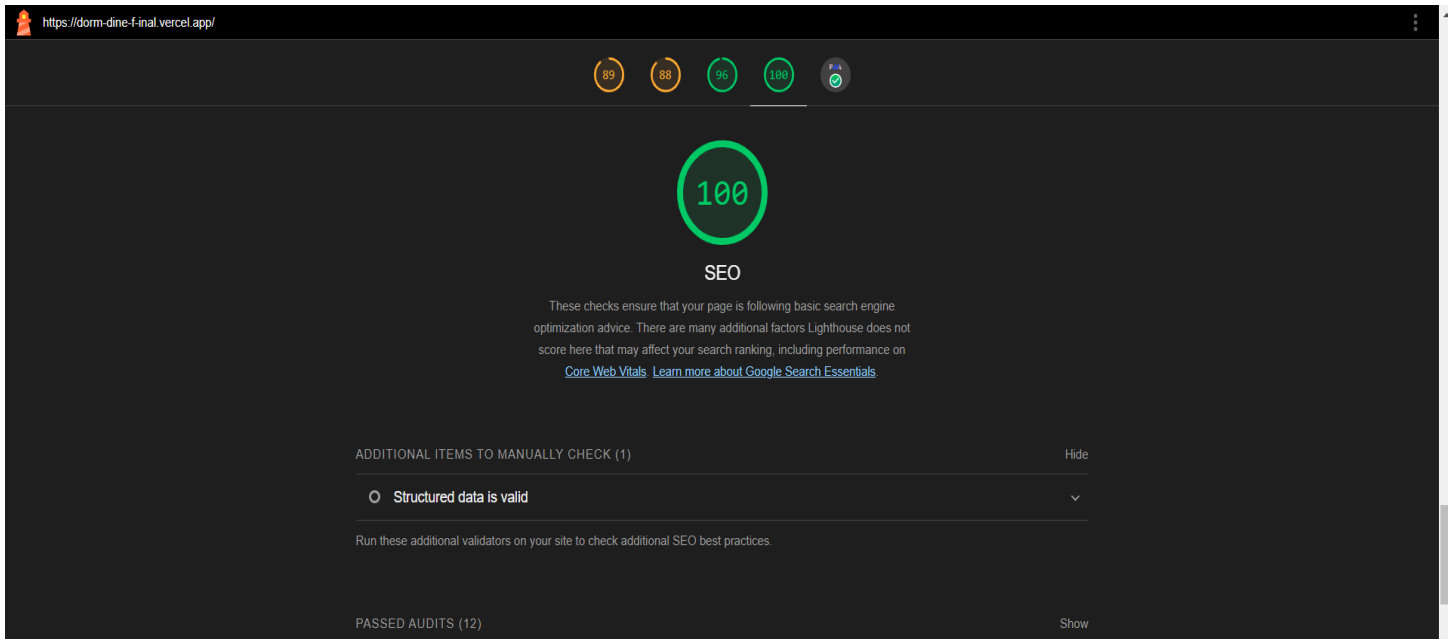 https://dorm-dine-f-inal.vercel.app/
89 88 96 100 PWA
100
SEO
These checks ensure that your page is following basic search engine
optimization advice. There are many additional factors Lighthouse does not
score here that may affect your search ranking, including performance on
Core Web Vitals. Learn more about Google Search Essentials.
ADDITIONAL ITEMS TO MANUALLY CHECK (1) Hide
Structured data is valid
Run these additional validators on your site to check additional SEO best practices.
PASSED AUDITS (12) Show